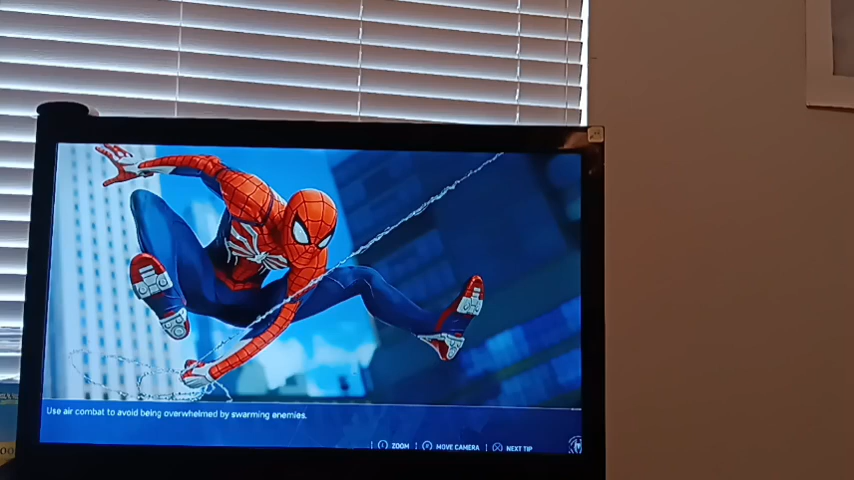 Use air combat to avoid being overwhelmed by swarming enemies.
L ZOOM R MOVE CAMERA NEXT TIP